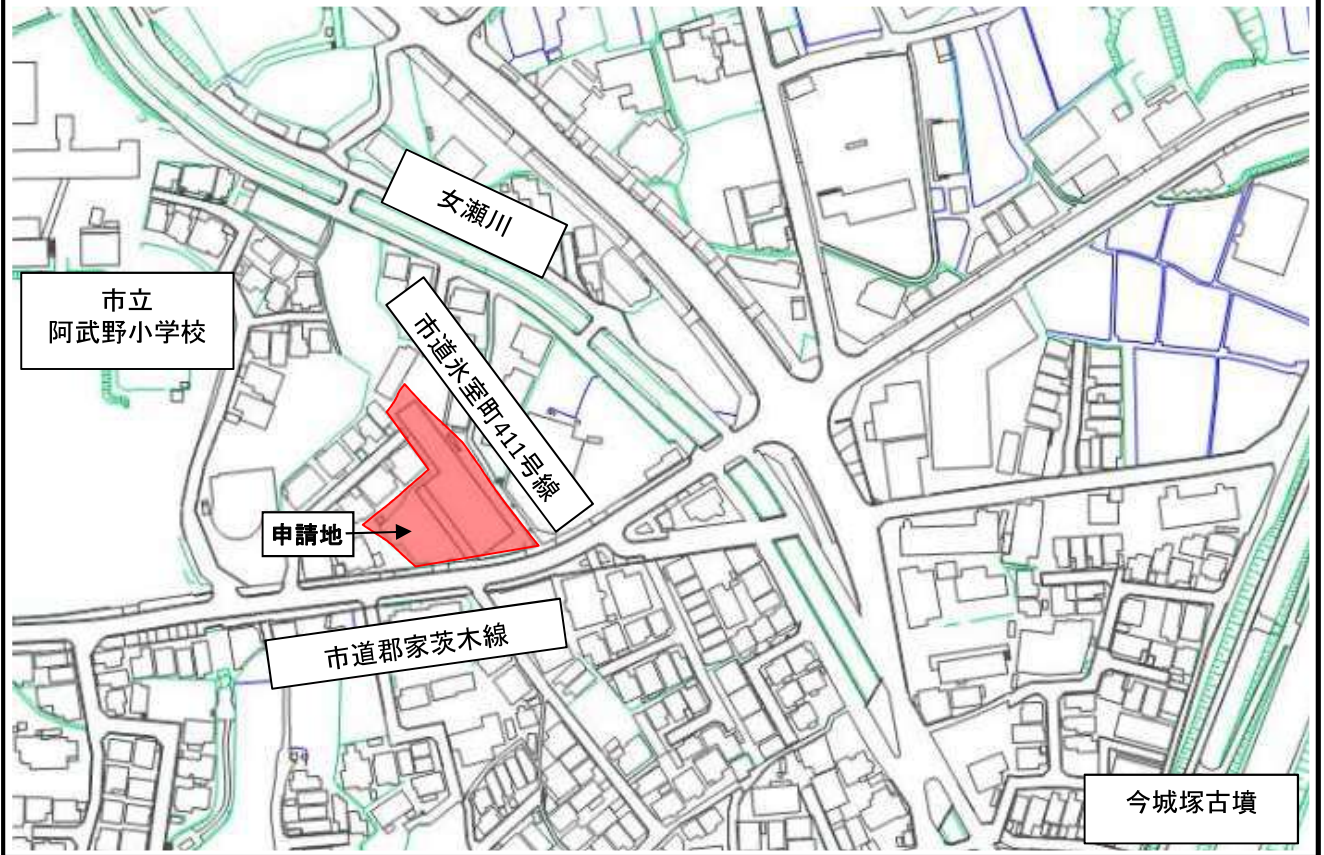 女瀬川
市立
阿武野小学校
市道氷室町411号線
申請地
市道郡家茨木線
今城塚古墳